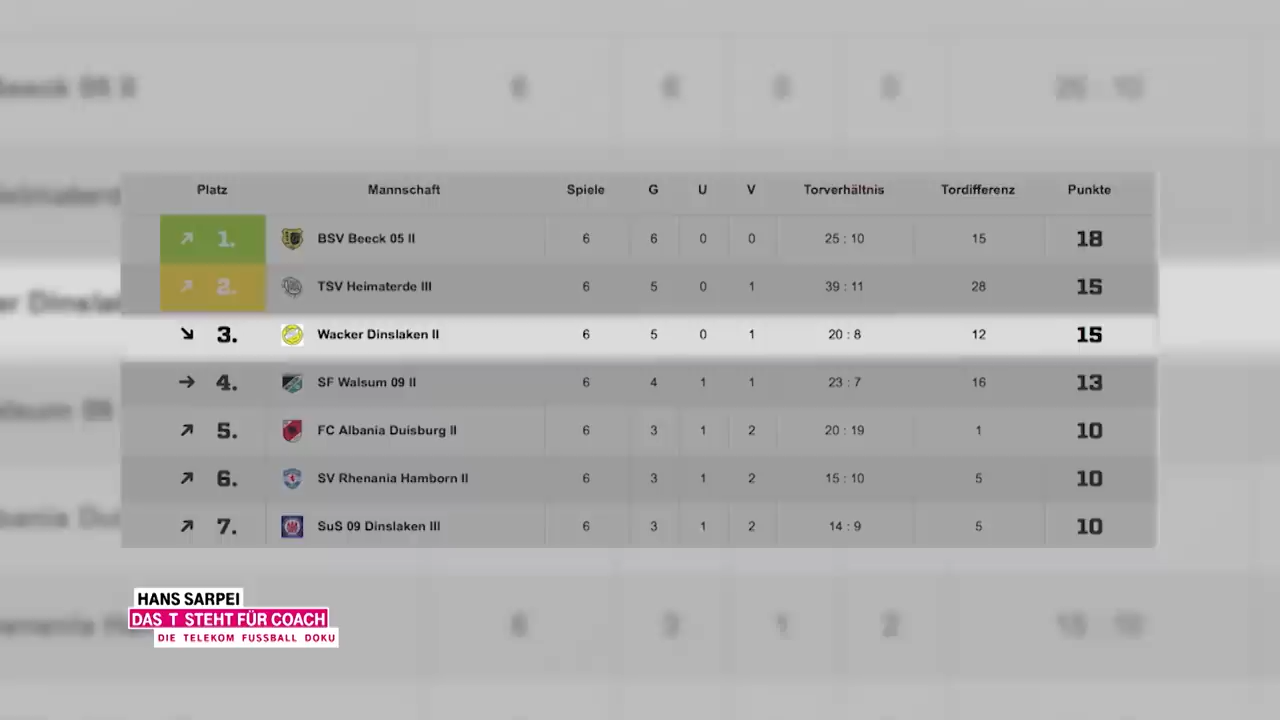 Platz Mannschaft Spiele G U V Torverhältnis Tordifferenz Punkte
1. BSV Beeck 05 II 6 6 0 0 25 : 10 15 18
2. TSV Heimaterde III 6 5 0 1 39 : 11 28 15
3. Wacker Dinslaken II 6 5 0 1 20 : 8 12 15
4. SF Walsum 09 II 6 4 1 1 23 : 7 16 13
5. FC Albania Duisburg II 6 3 1 2 20 : 19 1 10
6. SV Rhenania Hamborn II 6 3 1 2 15 : 10 5 10
7. SuS 09 Dinslaken III 6 3 1 2 14 : 9 5 10
HANS SARPEI
DAS T STEHT FÜR COACH
DIE TELEKOM FUSSBALL DOKU